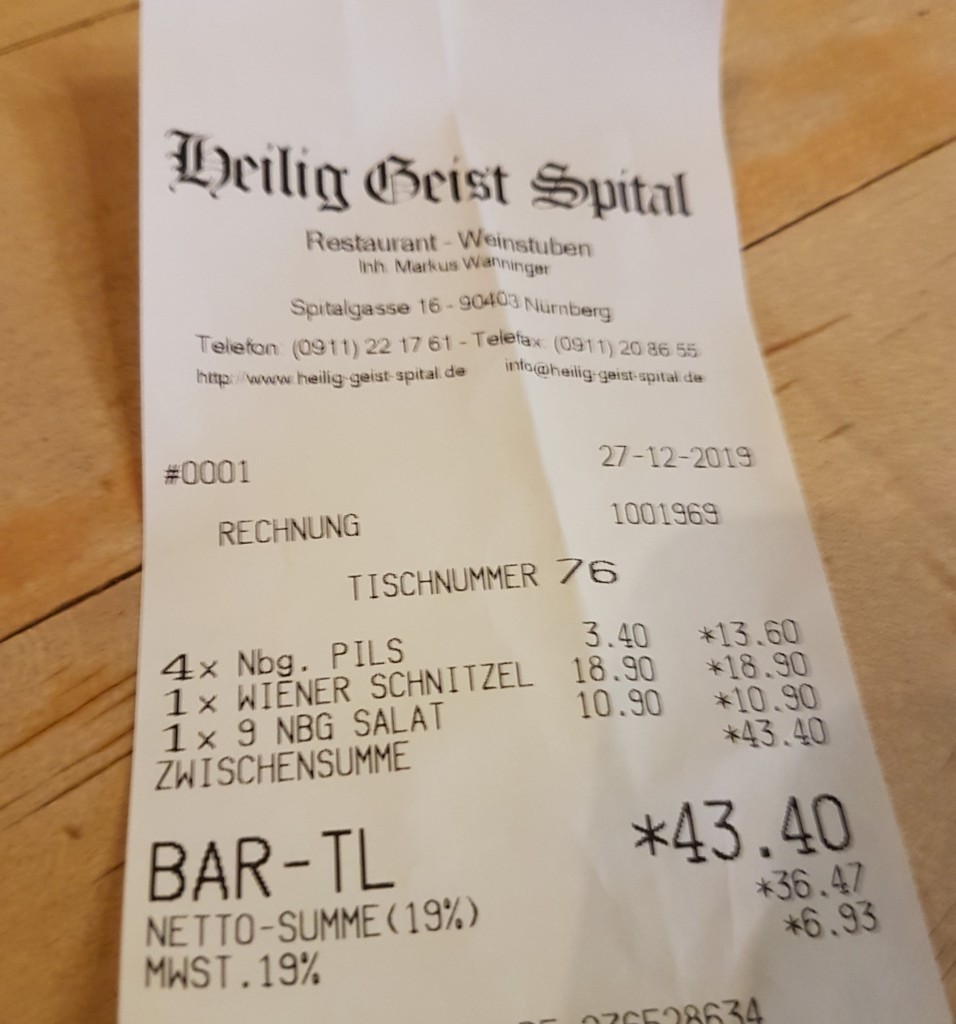 Heilig Geist Spital
Restaurant - Weinstuben
Inh. Markus Wanninger
Spitalgasse 16 - 90403 Nürnberg
Telefon: (0911) 22 17 61 - Telefax: (0911) 20 86 55
http://www.heilig-geist-spital.de info@heilig-geist-spital.de
#0001 27-12-2019
RECHNUNG 1001969
TISCHNUMMER 76
4x Nbg. PILS 3.40 *13.60
1x WIENER SCHNITZEL 18.90 *18.90
1x 9 NBG SALAT 10.90 *10.90
ZWISCHENSUMME *43.40
BAR-TL *43.40
NETTO-SUMME(19%) *36.47
MWST.19% *6.93